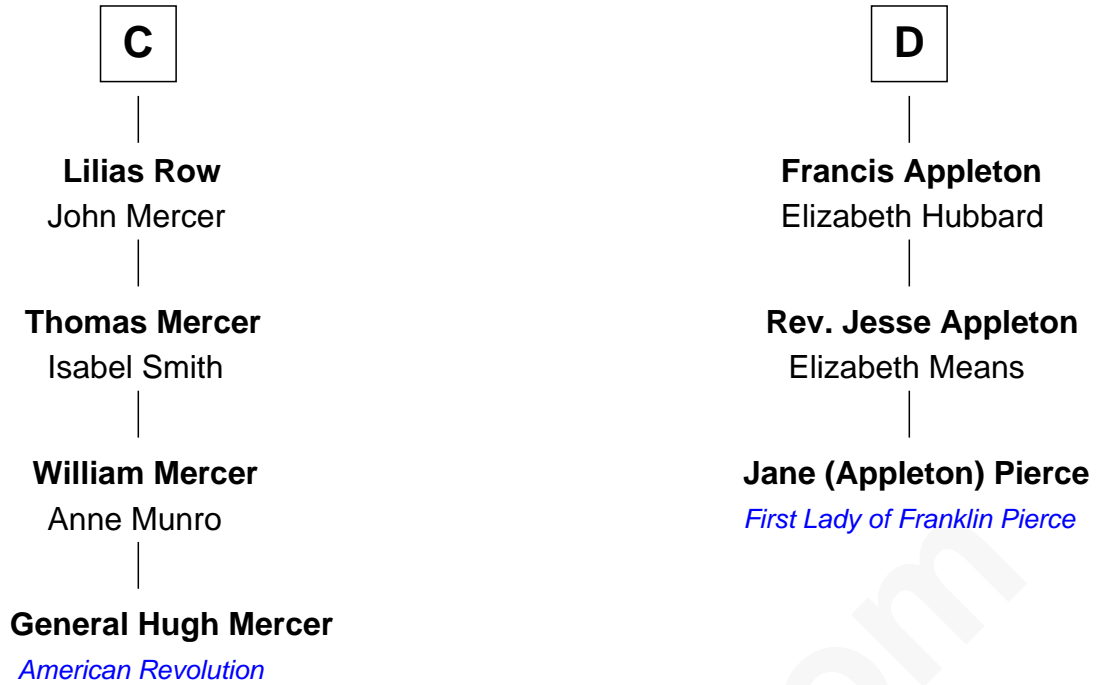 C
Lilias Row
John Mercer
Thomas Mercer
Isabel Smith
William Mercer
Anne Munro
General Hugh Mercer
American Revolution
D
Francis Appleton
Elizabeth Hubbard
Rev. Jesse Appleton
Elizabeth Means
Jane (Appleton) Pierce
First Lady of Franklin Pierce